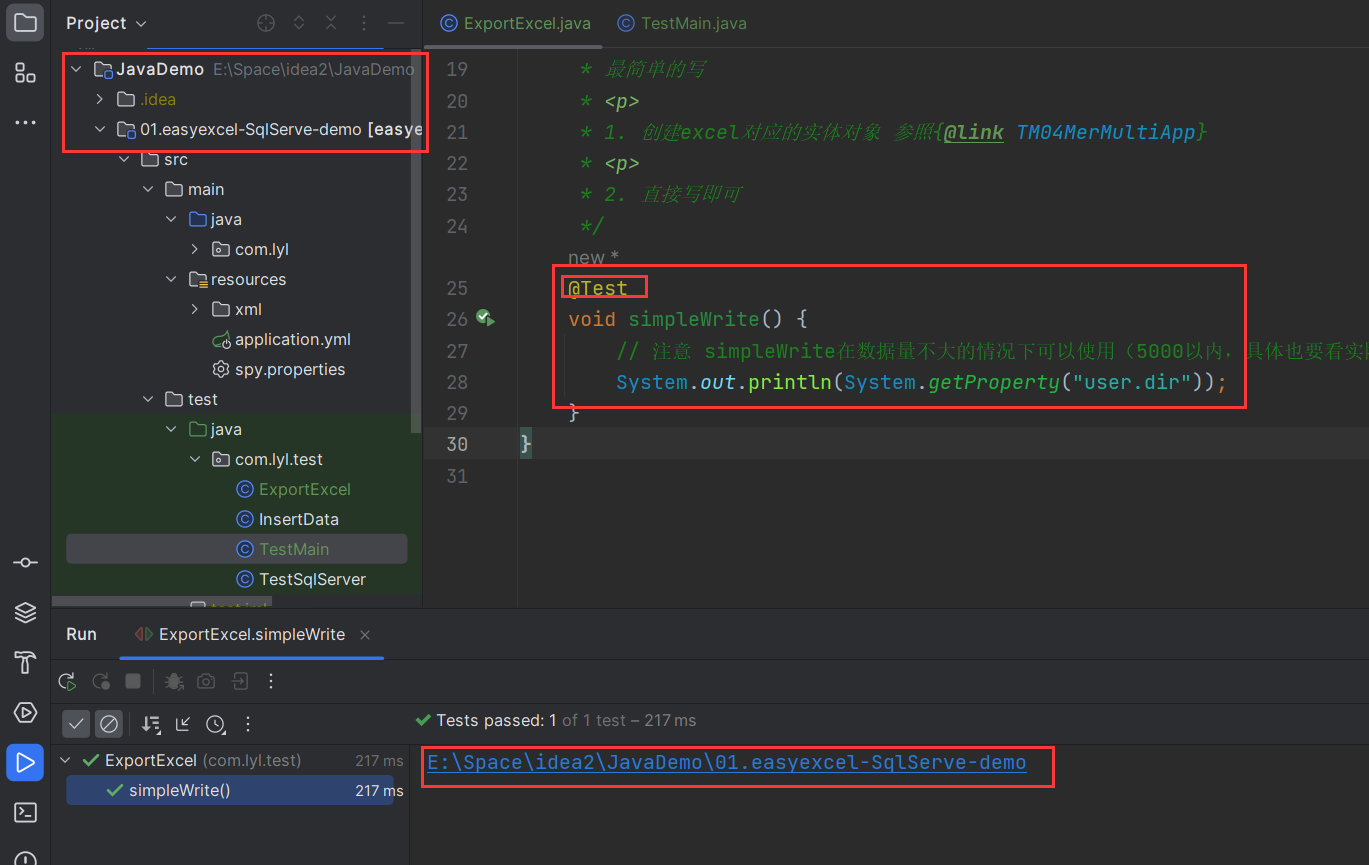 Project
ExportExcel.java
TestMain.java
JavaDemo E:\Space\idea2\JavaDemo
.idea
01.easyexcel-SqlServe-demo [easye
src
main
java
com.lyl
resources
xml
application.yml
spy.properties
test
java
com.lyl.test
ExportExcel
InsertData
TestMain
TestSqlServer
19 * 最简单的写
20 * <p>
21 * 1. 创建excel对应的实体对象 参照{@link TM04MerMultiApp}
22 * <p>
23 * 2. 直接写即可
24 */
new *
25 @Test
26 void simpleWrite() {
27 // 注意 simpleWrite在数据量不大的情况下可以使用（5000以内，具体也要看实
28 System.out.println(System.getProperty("user.dir"));
29 }
30 }
31
Run
ExportExcel.simpleWrite
Tests passed: 1 of 1 test – 217 ms
ExportExcel (com.lyl.test) 217 ms
simpleWrite() 217 ms
E:\Space\idea2\JavaDemo\01.easyexcel-SqlServe-demo